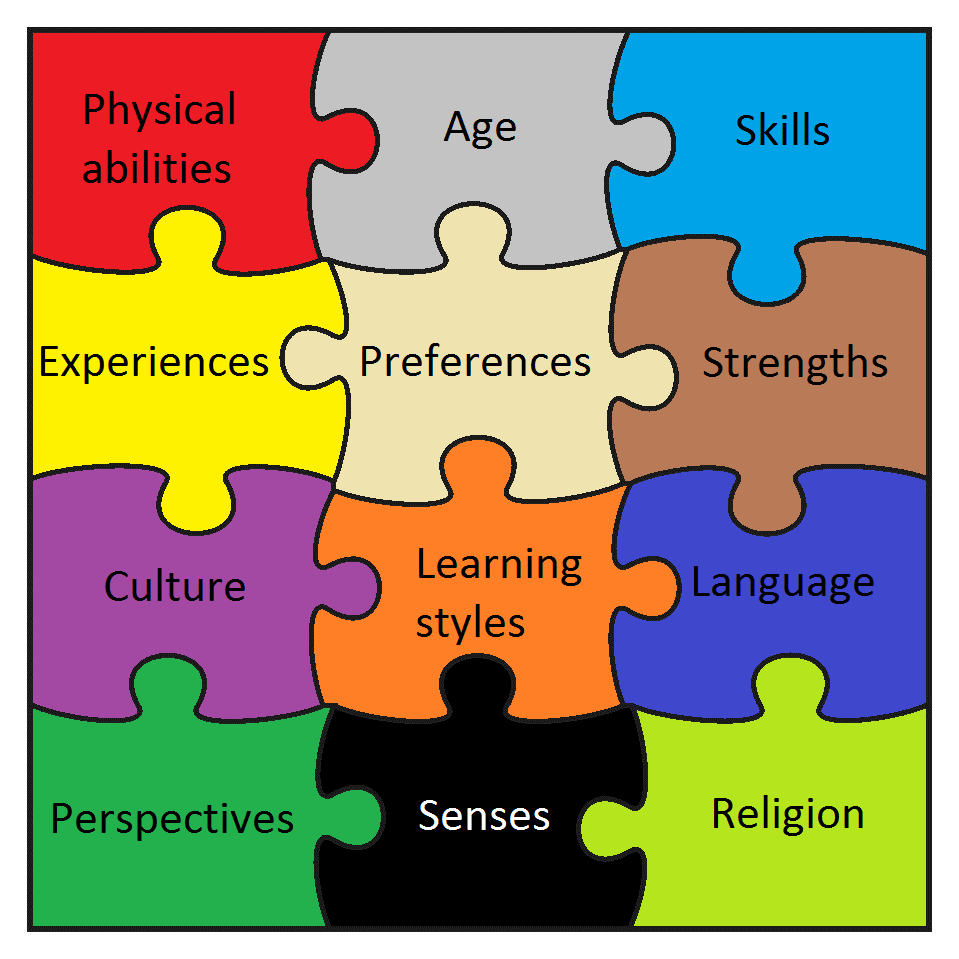 Physical
abilities
Age
Skills
Experiences
Preferences
Strengths
Culture
Learning
styles
Language
Perspectives
Senses
Religion